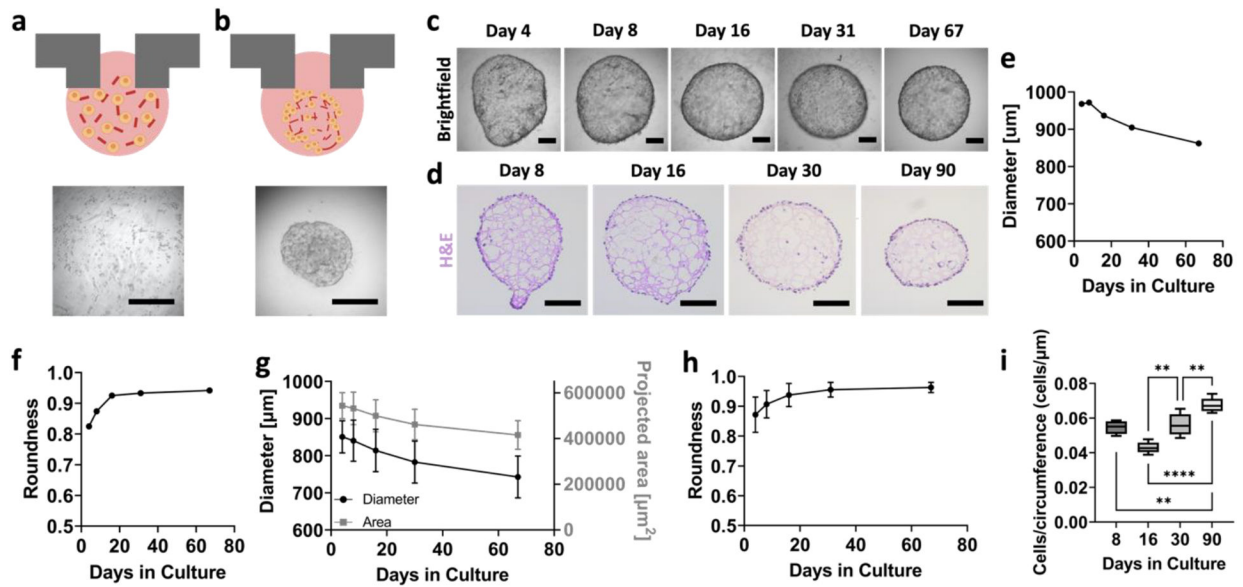 a
b
c
Day 4 Day 8 Day 16 Day 31 Day 67
Brightfield
d
Day 8 Day 16 Day 30 Day 90
H&E
e
1000
900
800
700
600
0 20 40 60 80
Diameter [um]
Days in Culture
f
1.0
0.9
0.8
0.7
0.6
0.5
0 20 40 60 80
Roundness
Days in Culture
g
1000
900
800
700
600
Diameter [µm]
600000
400000
200000
0
Projected area [µm²]
Diameter
Area
0 20 40 60 80
Days in Culture
h
1.0
0.9
0.8
0.7
0.6
0.5
0 20 40 60 80
Roundness
Days in Culture
i
Cells/circumference (cells/µm)
0.08
0.06
0.04
0.02
0.00
** **
****
**
8 16 30 90
Days in Culture